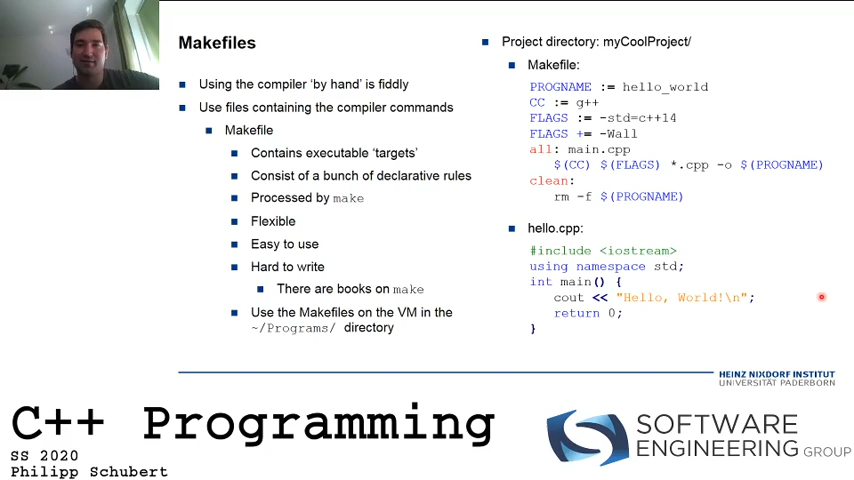 Makefiles
Using the compiler ‘by hand’ is fiddly
Use files containing the compiler commands
Makefile
Contains executable ‘targets’
Consist of a bunch of declarative rules
Processed by make
Flexible
Easy to use
Hard to write
There are books on make
Use the Makefiles on the VM in the
~/Programs/ directory
Project directory: myCoolProject/
Makefile:
PROGNAME := hello_world
CC := g++
FLAGS := -std=c++14
FLAGS += -Wall
all: main.cpp
$(CC) $(FLAGS) *.cpp -o $(PROGNAME)
clean:
rm -f $(PROGNAME)
hello.cpp:
#include <iostream>
using namespace std;
int main() {
cout << "Hello, World!\n";
return 0;
}
HEINZ NIXDORF INSTITUT
UNIVERSITÄT PADERBORN
C++ Programming
SS 2020
Philipp Schubert
SOFTWARE
ENGINEERING GROUP